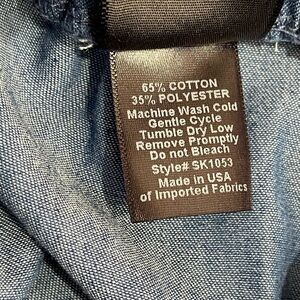 65% COTTON
35% POLYESTER
Machine Wash Cold
Gentle Cycle
Tumble Dry Low
Remove Promptly
Do not Bleach
Style# SK1053
Made in USA
of Imported Fabrics